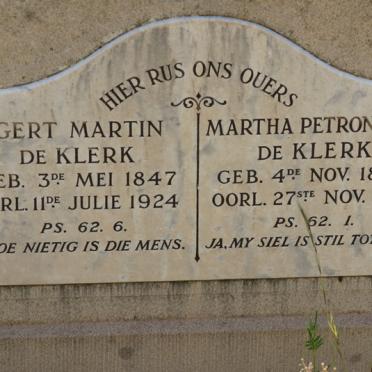 HIER RUS ONS OUERS
GERT MARTIN
DE KLERK
GEB. 3DE MEI 1847
OORL. 11DE JULIE 1924
PS. 62. 6.
HOE NIETIG IS DIE MENS.
MARTHA
DE KLERK
GEB. 4DE NOV.
OORL. 27STE NOV.
PS. 62. 1.
JA, MY SIEL IS STIL